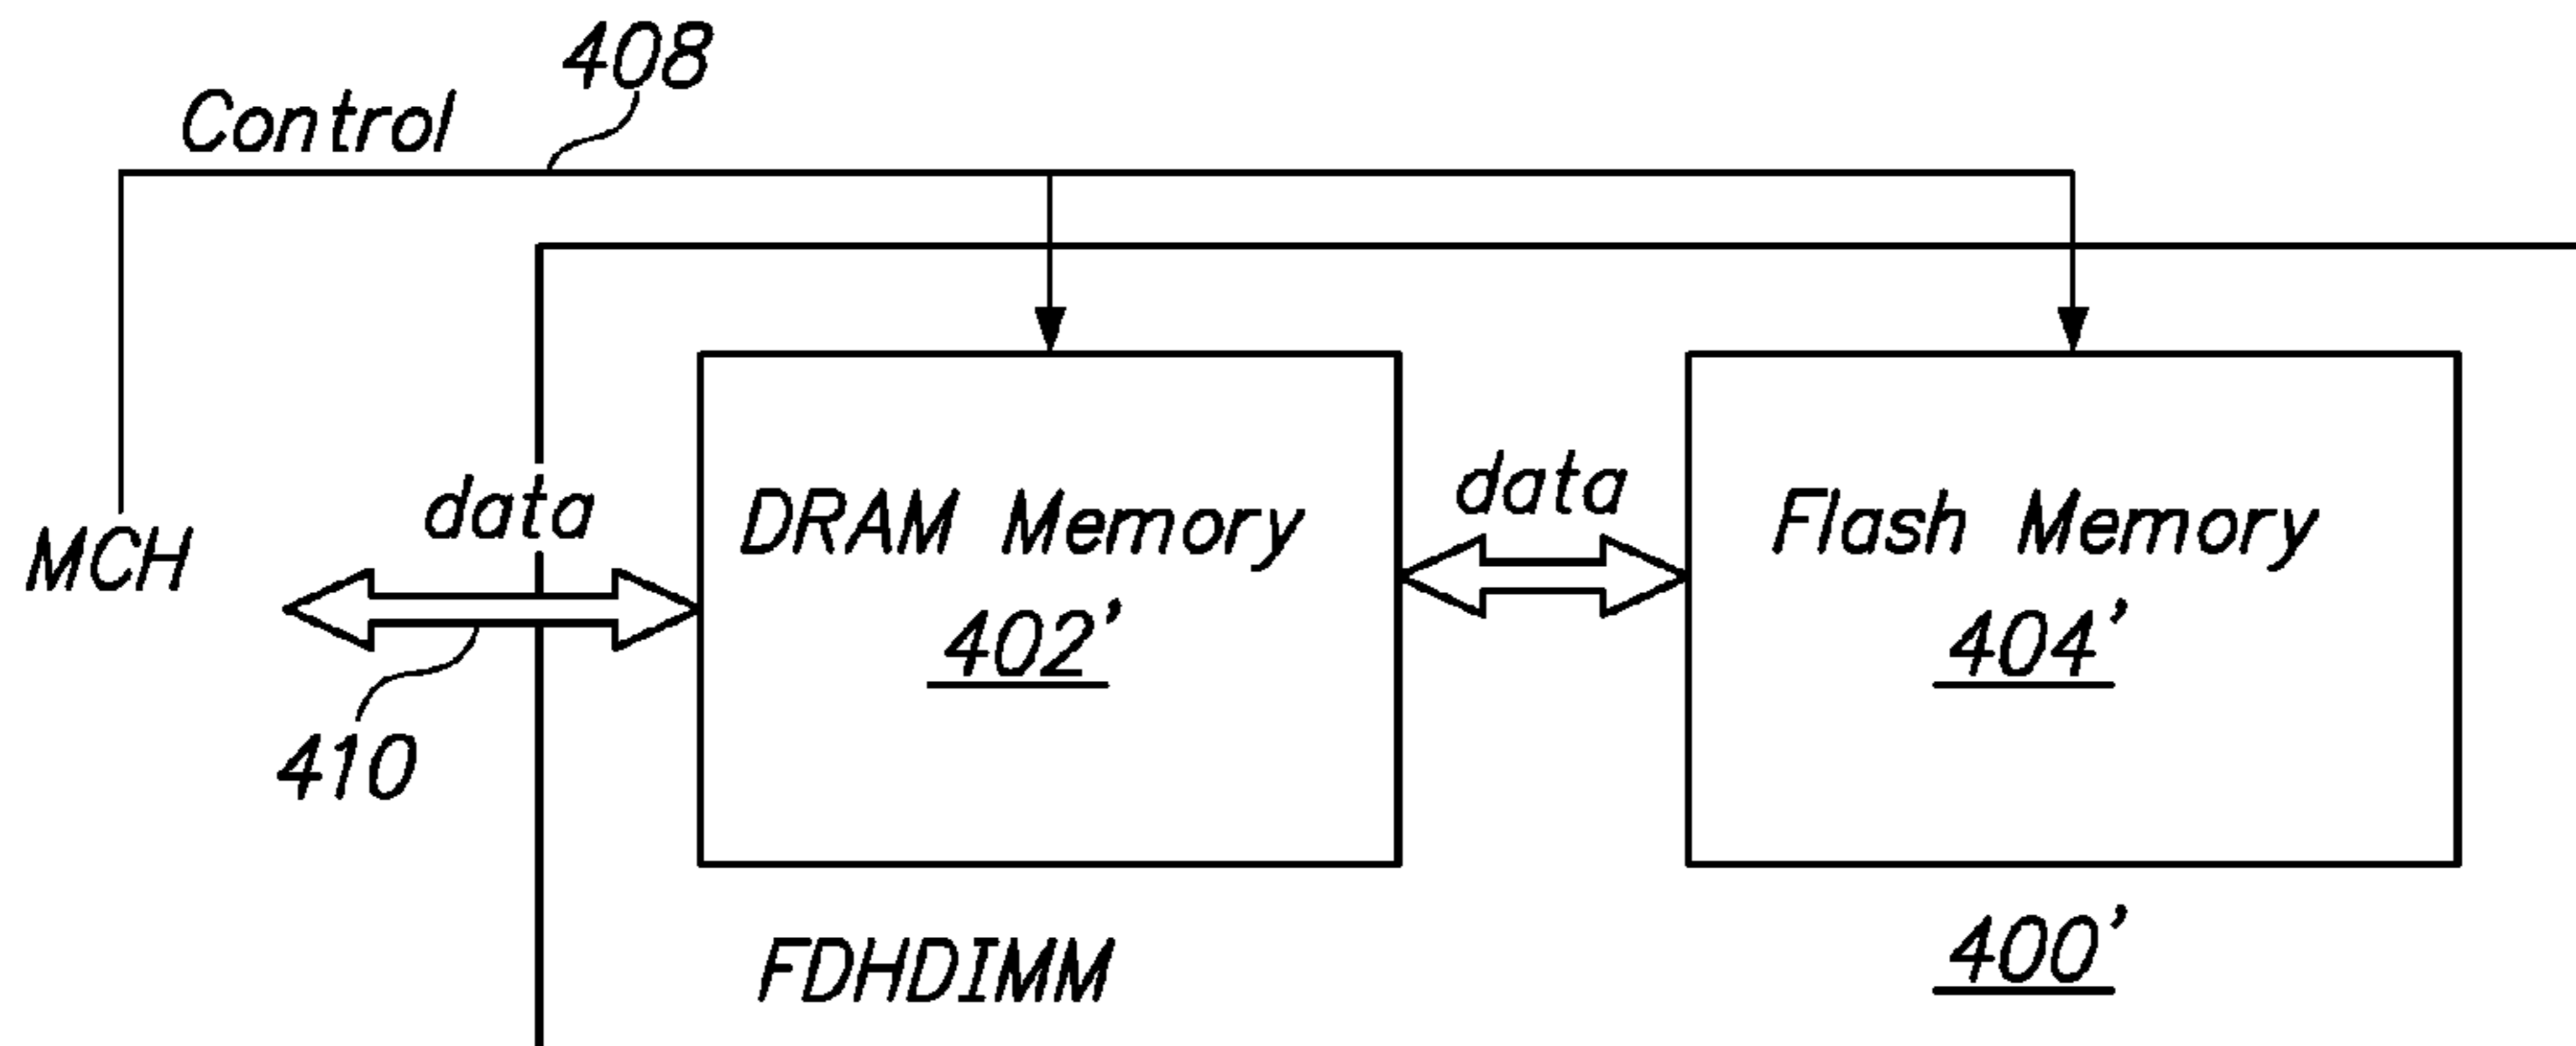 408
Control
data
data
MCH
DRAM Memory
402'
Flash Memory
404'
410
FDHDIMM
400'